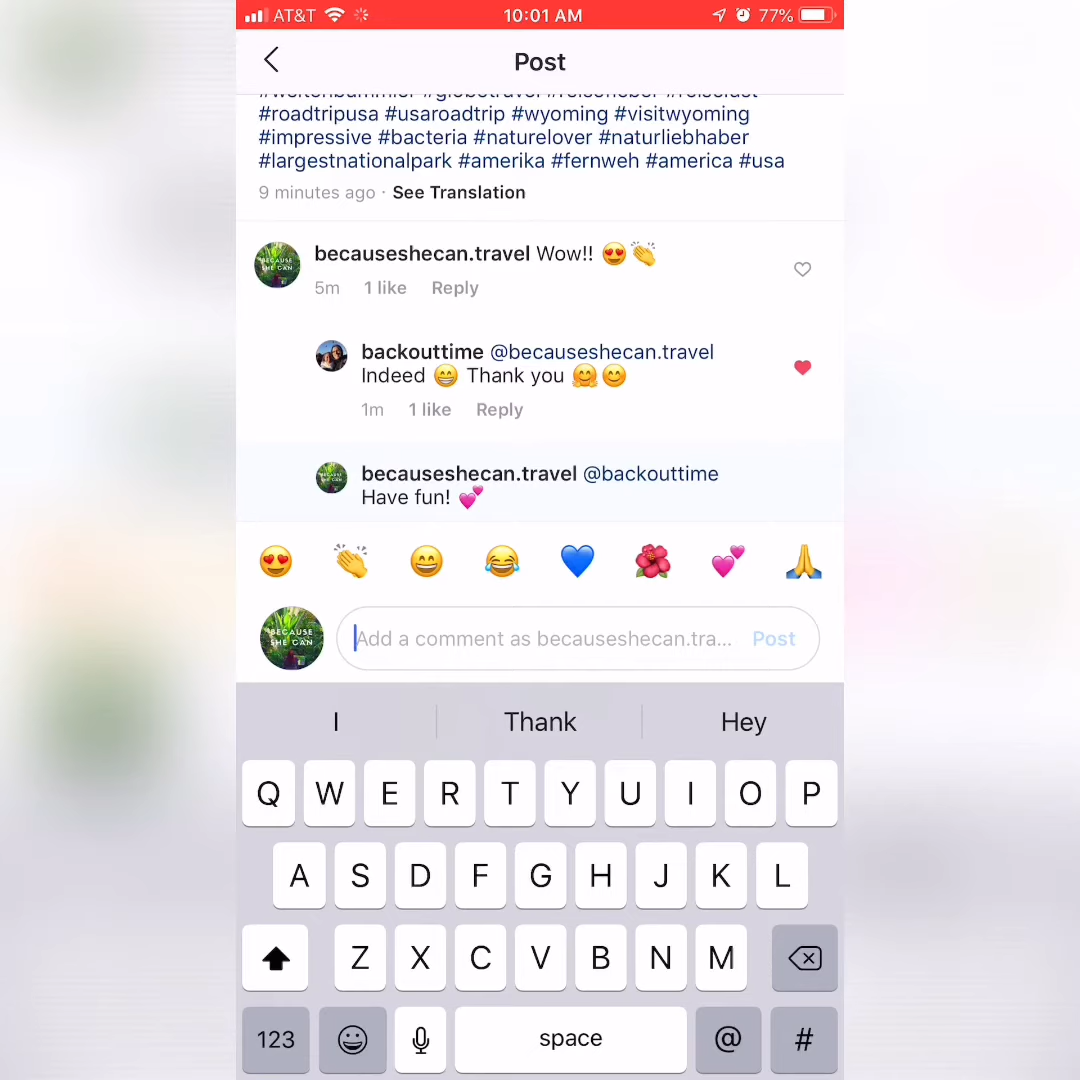 AT&T 10:01 AM 77%
Post
#roadtripusa #usaroadtrip #wyoming #visitwyoming
#impressive #bacteria #naturelover #naturliebhaber
#largestnationalpark #amerika #fernweh #america #usa
9 minutes ago · See Translation
becauseshecan.travel Wow!! 😍👏
5m 1 like Reply
backouttime @becauseshecan.travel
Indeed 😁 Thank you 🤗😊
1m 1 like Reply
becauseshecan.travel @backouttime
Have fun! 💕
😍 👏 😄 😂 💙 🌺 💕 🙏
BECAUSE
SHE CAN
Add a comment as becauseshecan.tra... Post
I Thank Hey
Q W E R T Y U I O P
A S D F G H J K L
Z X C V B N M
123 space @ #